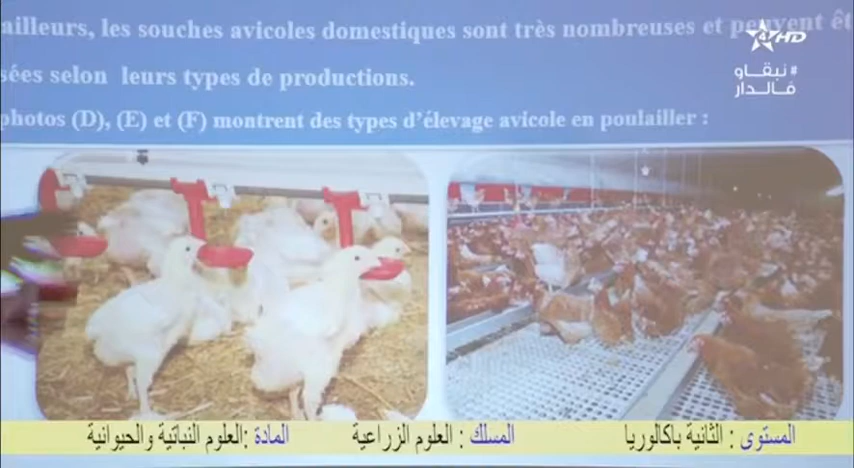 ailleurs, les souches avicoles domestiques sont très nombreuses et peuvent êt
sées selon leurs types de productions.
photos (D), (E) et (F) montrent des types d'élevage avicole en poulailler :
4 HD
#نبقاو
فالدار
المستوى : الثانية باكالوريا المسلك : العلوم الزراعية المادة :العلوم النباتية والحيوانية